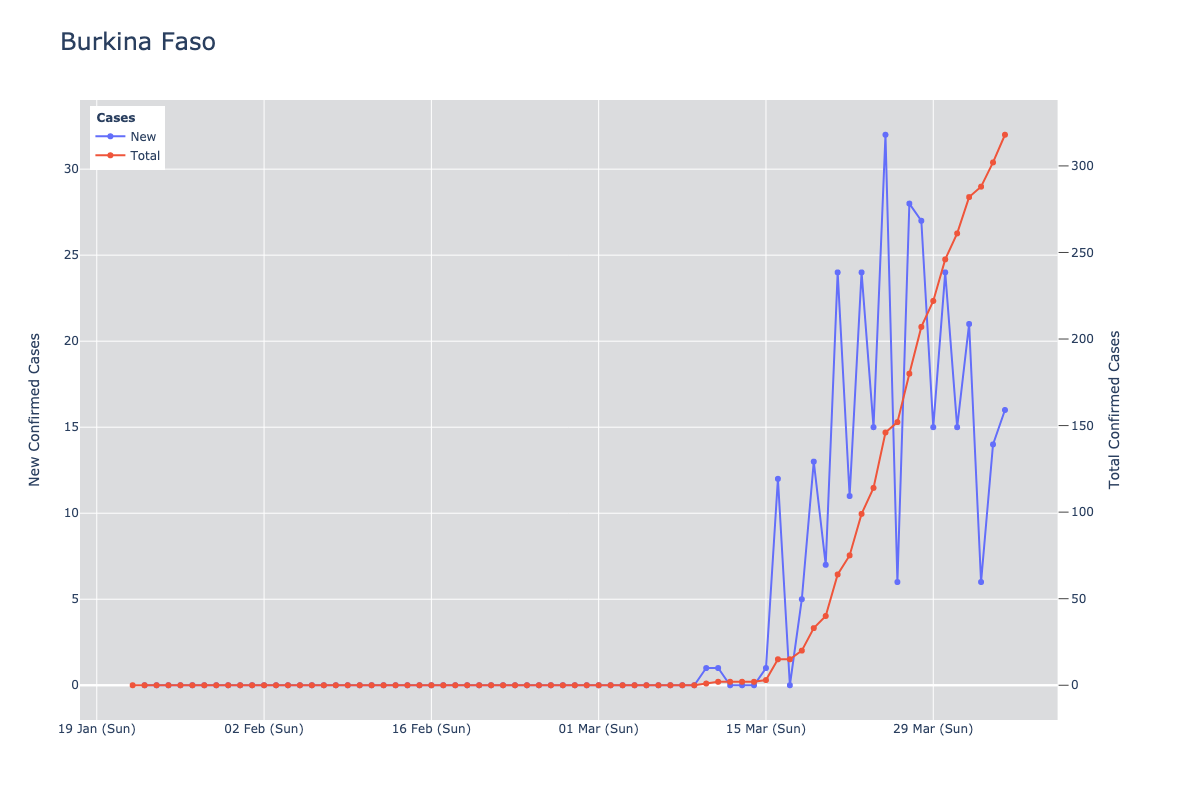 Burkina Faso
Cases
New
Total
30
25
20
15
10
5
0
New Confirmed Cases
300
250
200
150
100
50
0
Total Confirmed Cases
19 Jan (Sun) 02 Feb (Sun) 16 Feb (Sun) 01 Mar (Sun) 15 Mar (Sun) 29 Mar (Sun)